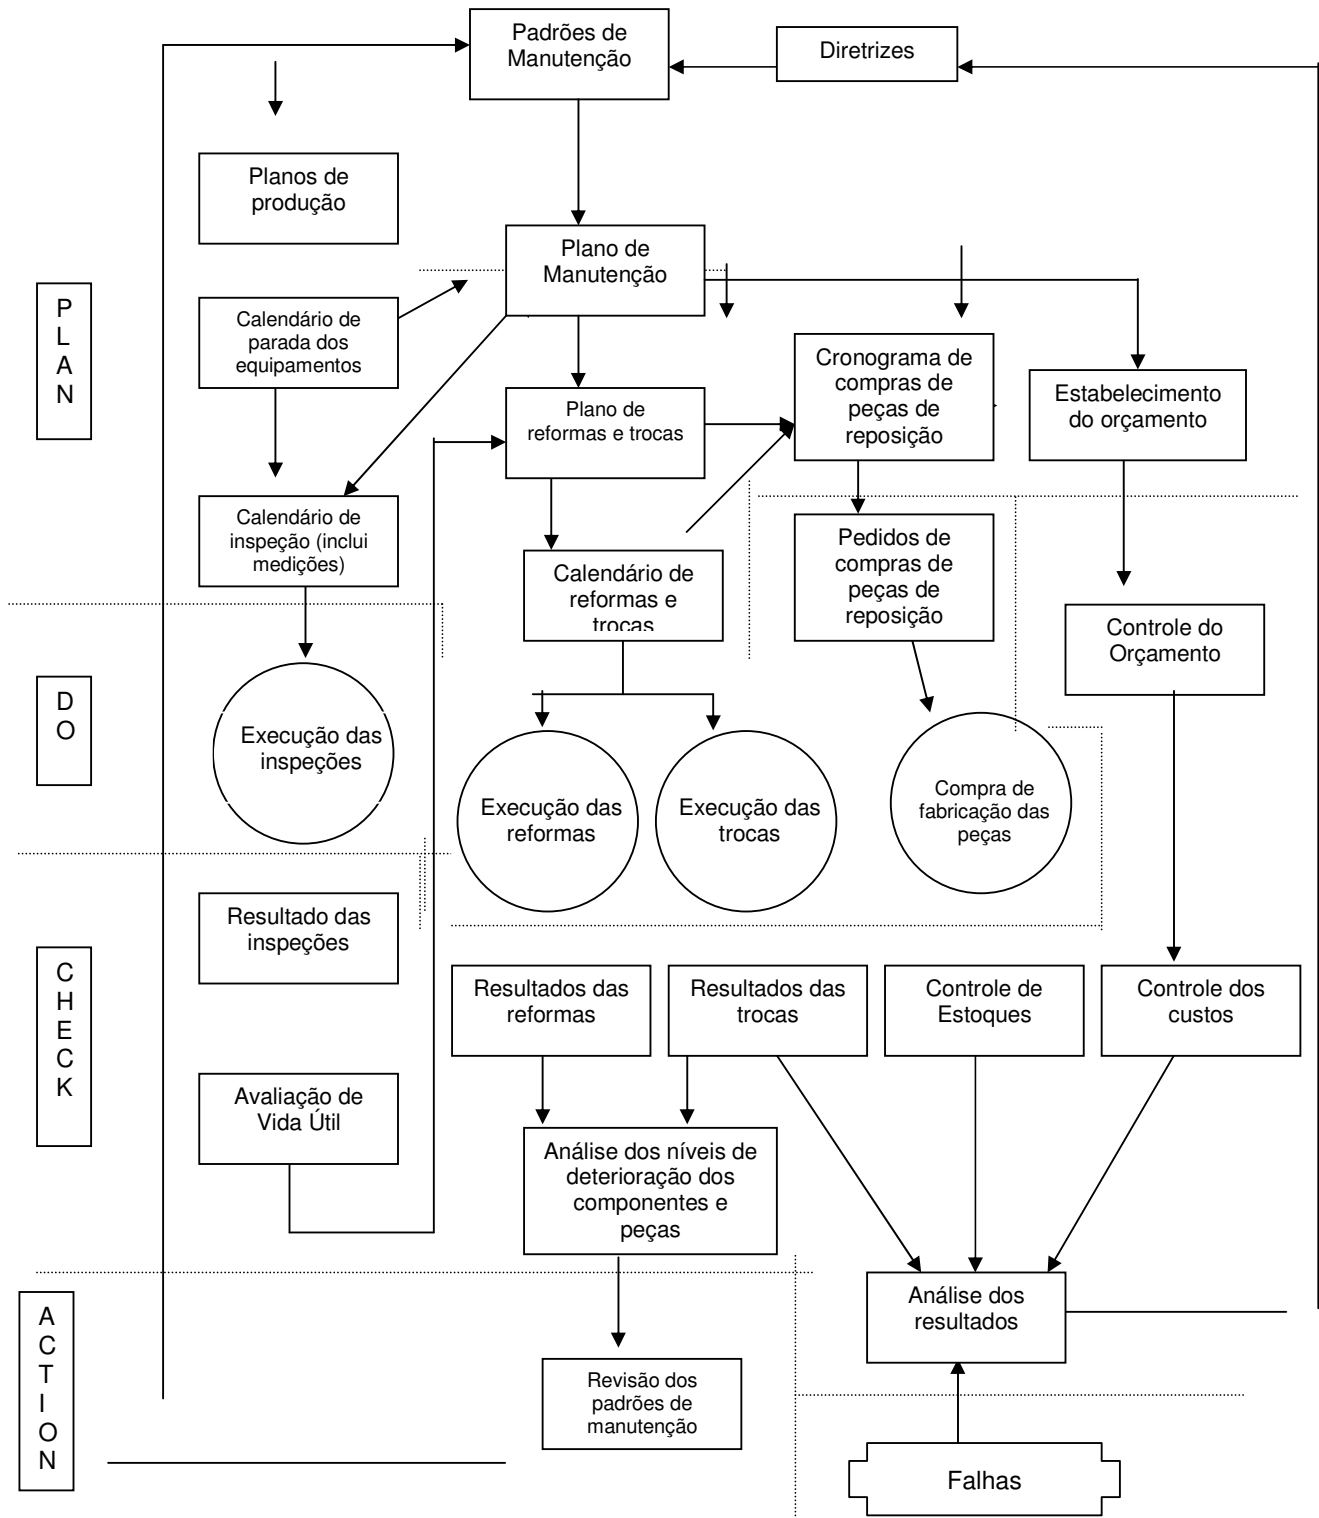 Padrões de
Manutenção
Diretrizes
Planos de
produção
Plano de
Manutenção
P
L
A
N
Calendário de
parada dos
equipamentos
Cronograma de
compras de
peças de
reposição
Estabelecimento
do orçamento
Plano de
reformas e trocas
Calendário de
inspeção (inclui
medições)
Calendário de
reformas e
trocas
Pedidos de
compras de
peças de
reposição
Controle do
Orçamento
D
O
Execução das
inspeções
Execução das
reformas
Execução das
trocas
Compra de
fabricação das
peças
C
H
E
C
K
Resultado das
inspeções
Resultados das
reformas
Resultados das
trocas
Controle de
Estoques
Controle dos
custos
Avaliação de
Vida Útil
Análise dos níveis de
deterioração dos
componentes e
peças
A
C
T
I
O
N
Análise dos
resultados
Revisão dos
padrões de
manutenção
Falhas